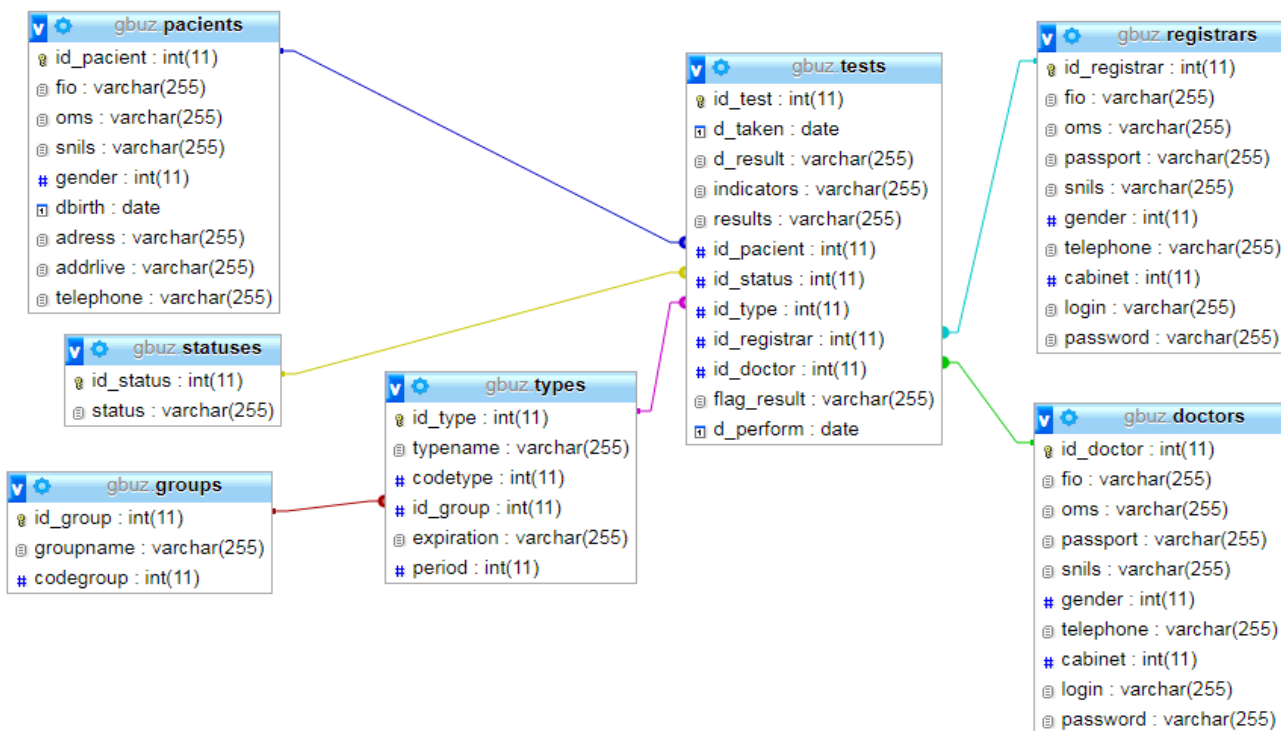 gbuz.pacients
id_pacient : int(11)
fio : varchar(255)
oms : varchar(255)
snils : varchar(255)
gender : int(11)
dbirth : date
adress : varchar(255)
addrlive : varchar(255)
telephone : varchar(255)
gbuz.statuses
id_status : int(11)
status : varchar(255)
gbuz.groups
id_group : int(11)
groupname : varchar(255)
codegroup : int(11)
gbuz.types
id_type : int(11)
typename : varchar(255)
codetype : int(11)
id_group : int(11)
expiration : varchar(255)
period : int(11)
gbuz.tests
id_test : int(11)
d_taken : date
d_result : varchar(255)
indicators : varchar(255)
results : varchar(255)
id_pacient : int(11)
id_status : int(11)
id_type : int(11)
id_registrar : int(11)
id_doctor : int(11)
flag_result : varchar(255)
d_perform : date
gbuz.registrars
id_registrar : int(11)
fio : varchar(255)
oms : varchar(255)
passport : varchar(255)
snils : varchar(255)
gender : int(11)
telephone : varchar(255)
cabinet : int(11)
login : varchar(255)
password : varchar(255)
gbuz.doctors
id_doctor : int(11)
fio : varchar(255)
oms : varchar(255)
passport : varchar(255)
snils : varchar(255)
gender : int(11)
telephone : varchar(255)
cabinet : int(11)
login : varchar(255)
password : varchar(255)